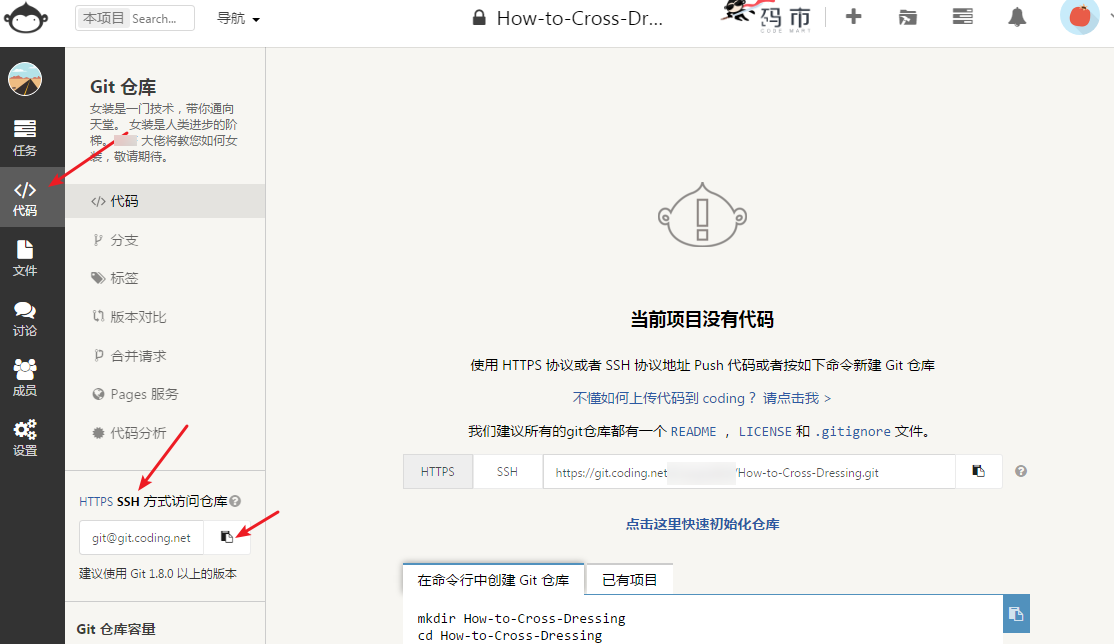 本项目 Search...
导航
How-to-Cross-Dr...
码市
CODE MART
任务
代码
文件
讨论
成员
设置
Git 仓库
女装是一门技术，带你通向
天堂。 女装是人类进步的阶
梯。 大佬将教您如何女
装，敬请期待。
代码
分支
标签
版本对比
合并请求
Pages 服务
代码分析
HTTPS SSH 方式访问仓库
git@git.coding.net
建议使用 Git 1.8.0 以上的版本
Git 仓库容量
当前项目没有代码
使用 HTTPS 协议或者 SSH 协议地址 Push 代码或者按如下命令新建 Git 仓库
不懂如何上传代码到 coding？ 请点击我 >
我们建议所有的git仓库都有一个 README ， LICENSE 和 .gitignore 文件。
HTTPS SSH https://git.coding.net /How-to-Cross-Dressing.git
点击这里快速初始化仓库
在命令行中创建 Git 仓库 已有项目
mkdir How-to-Cross-Dressing
cd How-to-Cross-Dressing